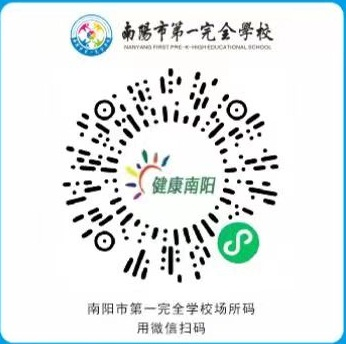 南陽市第一完全學校
NANYANG FIRST PRE-K-HIGH EDUCATIONAL SCHOOL
健康南阳
南阳市第一完全学校场所码
用微信扫码